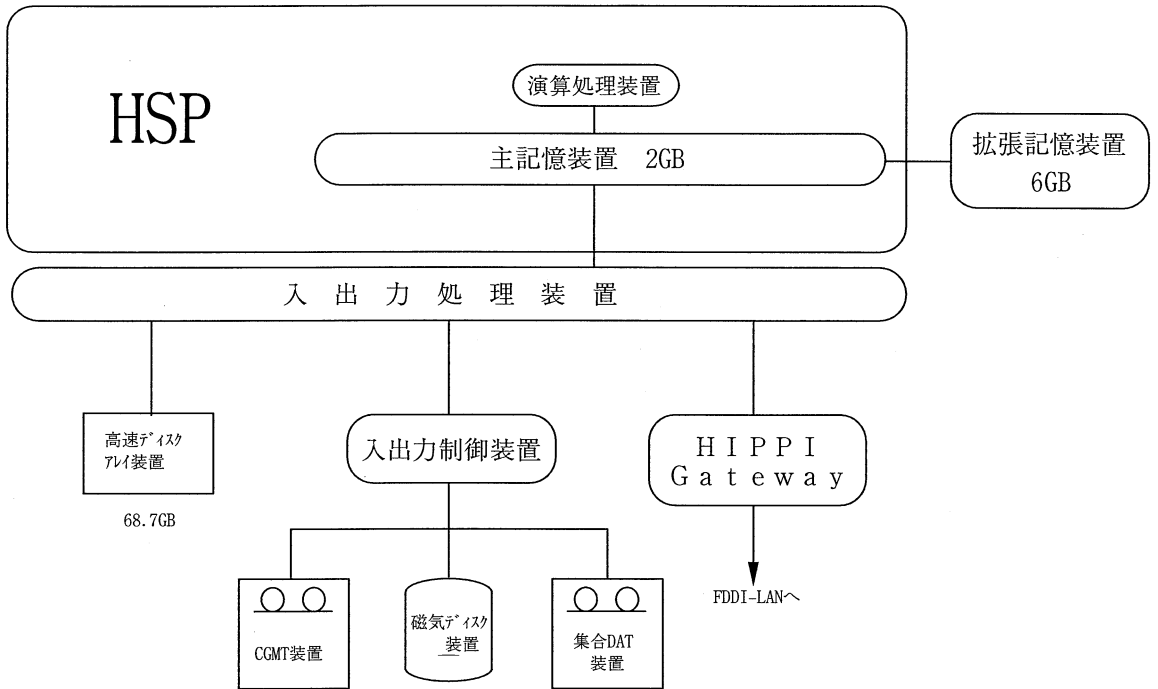 HSP
演算処理装置
主記憶装置 2GB
拡張記憶装置
6GB
入出力処理装置
高速ﾃﾞｨｽｸ
ｱﾚｲ装置
68.7GB
入出力制御装置
ＨＩＰＰＩ
Ｇａｔｅｗａｙ
FDDI-LANへ
CGMT装置
磁気ﾃﾞｨｽｸ
装置
集合DAT
装置